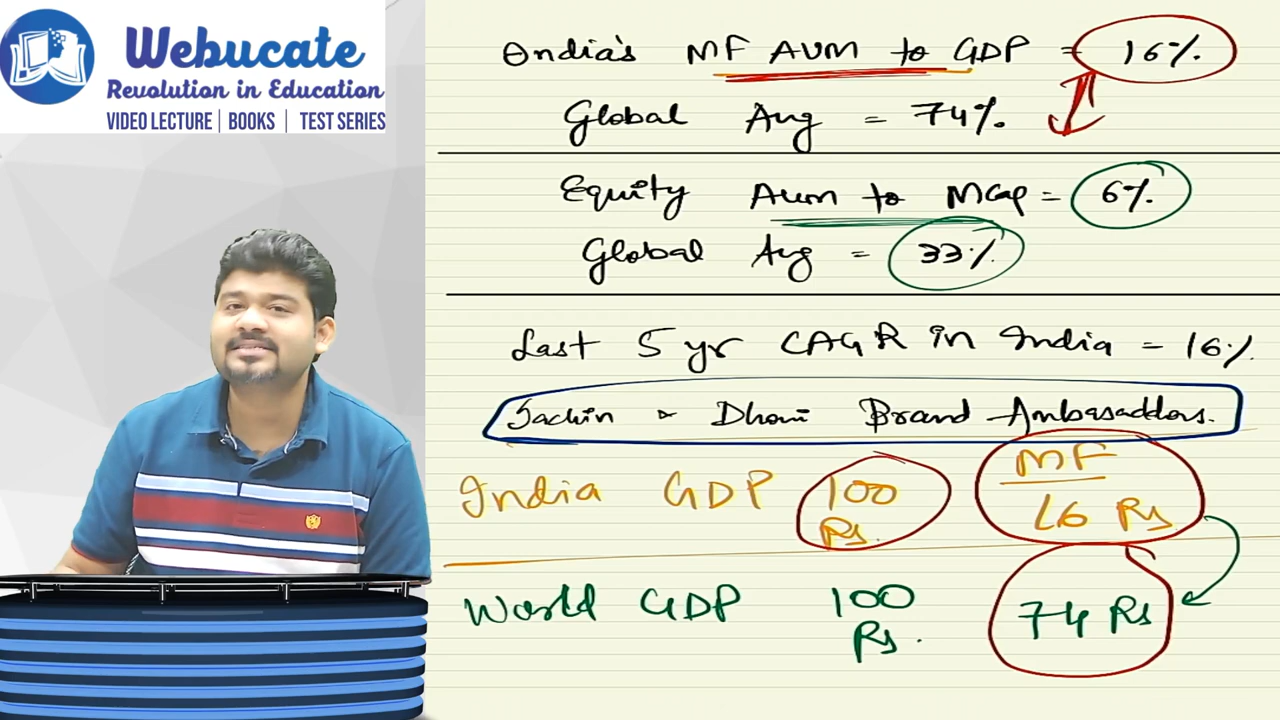 Webucate
Revolution in Education
VIDEO LECTURE | BOOKS | TEST SERIES
India's MF AUM to GDP = 16%
Global Avg = 74%
Equity Aum to MCap = 6%
Global Avg = 33%
Last 5 yr CAGR in India = 16%
Sachin & Dhoni Brand Ambasaddors.
India GDP 100 Rs. MF 16 Rs
World GDP 100 Rs. 74 Rs